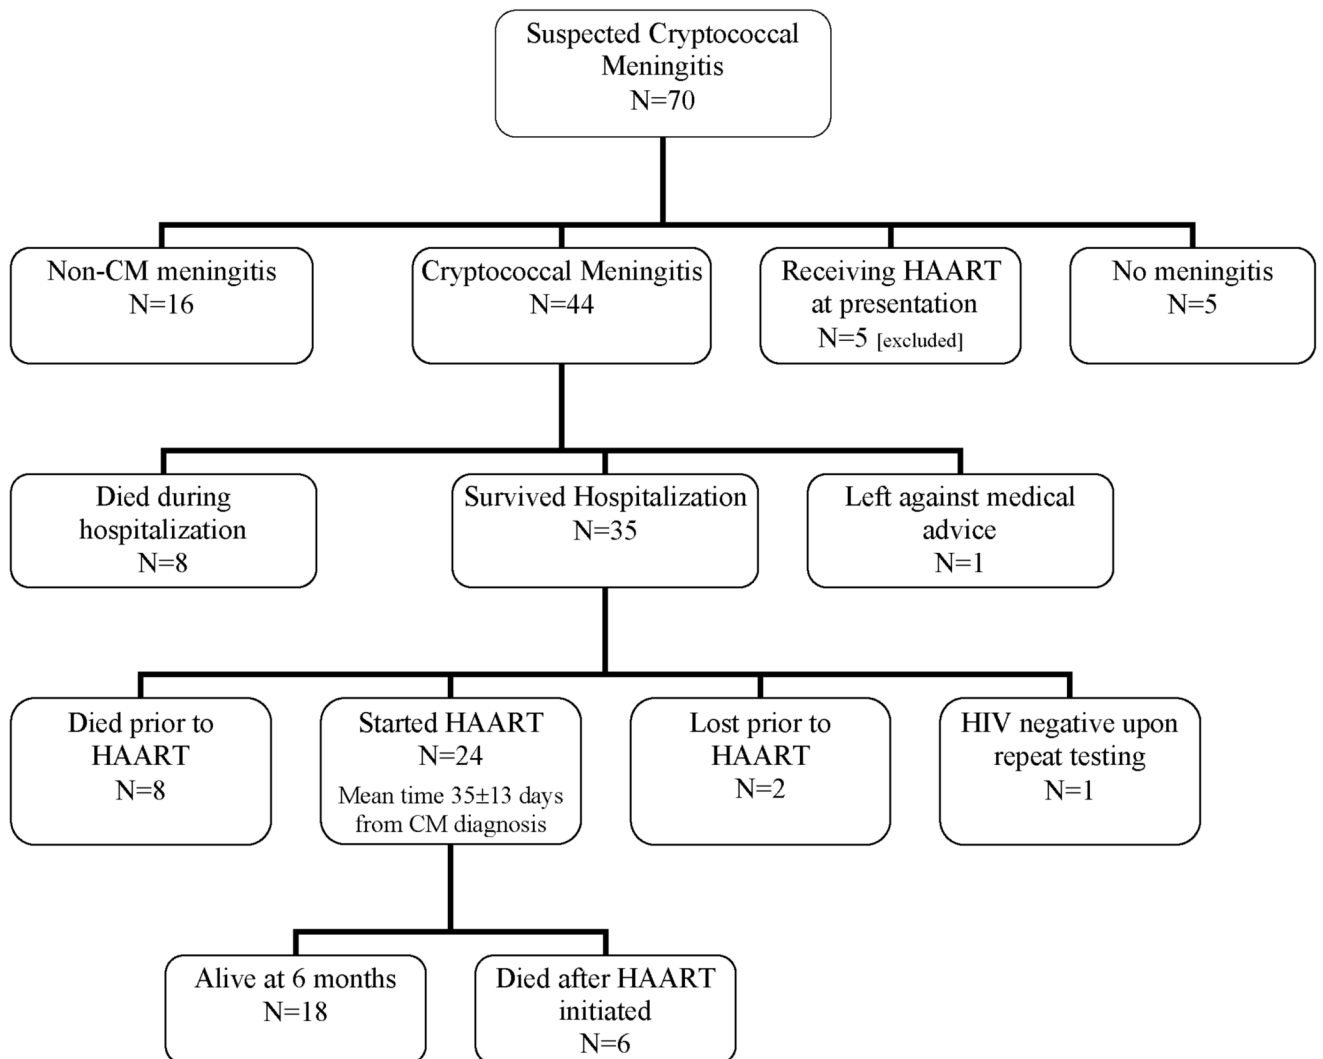 Suspected Cryptococcal
Meningitis
N=70
Non-CM meningitis
N=16
Cryptococcal Meningitis
N=44
Receiving HAART
at presentation
N=5 [excluded]
No meningitis
N=5
Died during
hospitalization
N=8
Survived Hospitalization
N=35
Left against medical
advice
N=1
Died prior to
HAART
N=8
Started HAART
N=24
Mean time 35±13 days
from CM diagnosis
Lost prior to
HAART
N=2
HIV negative upon
repeat testing
N=1
Alive at 6 months
N=18
Died after HAART
initiated
N=6